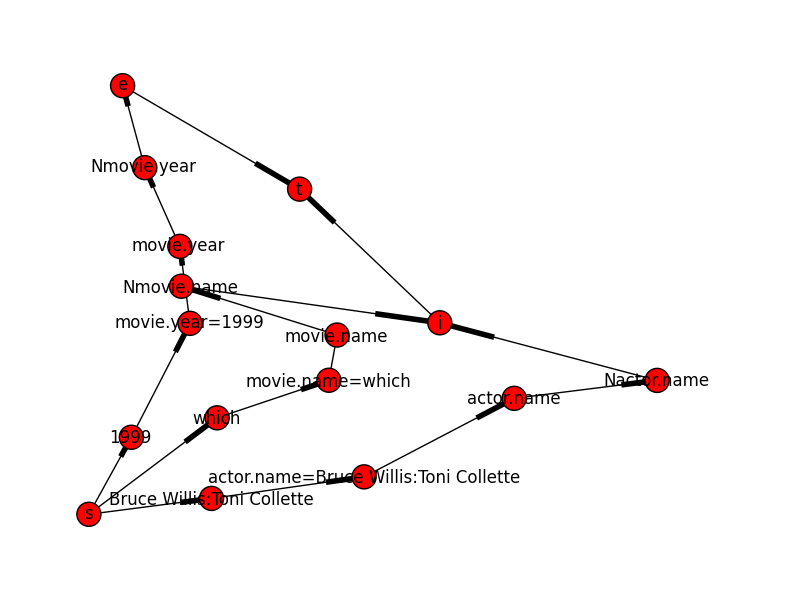 e
Nmovie.year
t
movie.year
Nmovie.name
movie.year=1999
i
movie.name
movie.name=which
Nactor.name
actor.name
which
1999
actor.name=Bruce Willis:Toni Collette
Bruce Willis:Toni Collette
s